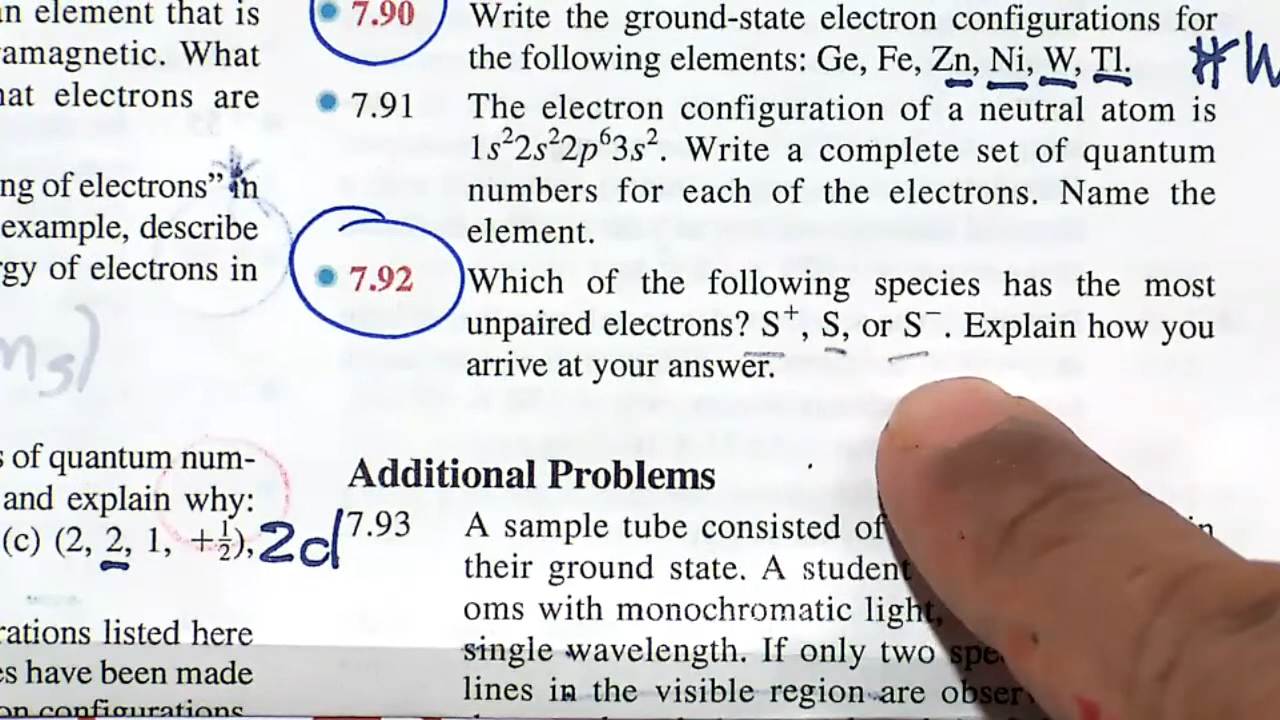 n element that is
amagnetic. What
nat electrons are
ng of electrons” in
example, describe
rgy of electrons in
ms)
s of quantum num-
and explain why:
(c) (2, 2, 1, +½), 2d
rations listed here
es have been made
on configurations
7.90 Write the ground-state electron configurations for
the following elements: Ge, Fe, Zn, Ni, W, Tl.
7.91 The electron configuration of a neutral atom is
1s²2s²2p⁶3s². Write a complete set of quantum
numbers for each of the electrons. Name the
element.
7.92 Which of the following species has the most
unpaired electrons? S⁺, S, or S⁻. Explain how you
arrive at your answer.
Additional Problems
7.93 A sample tube consisted of in
their ground state. A student
oms with monochromatic light,
single wavelength. If only two
lines in the visible region are